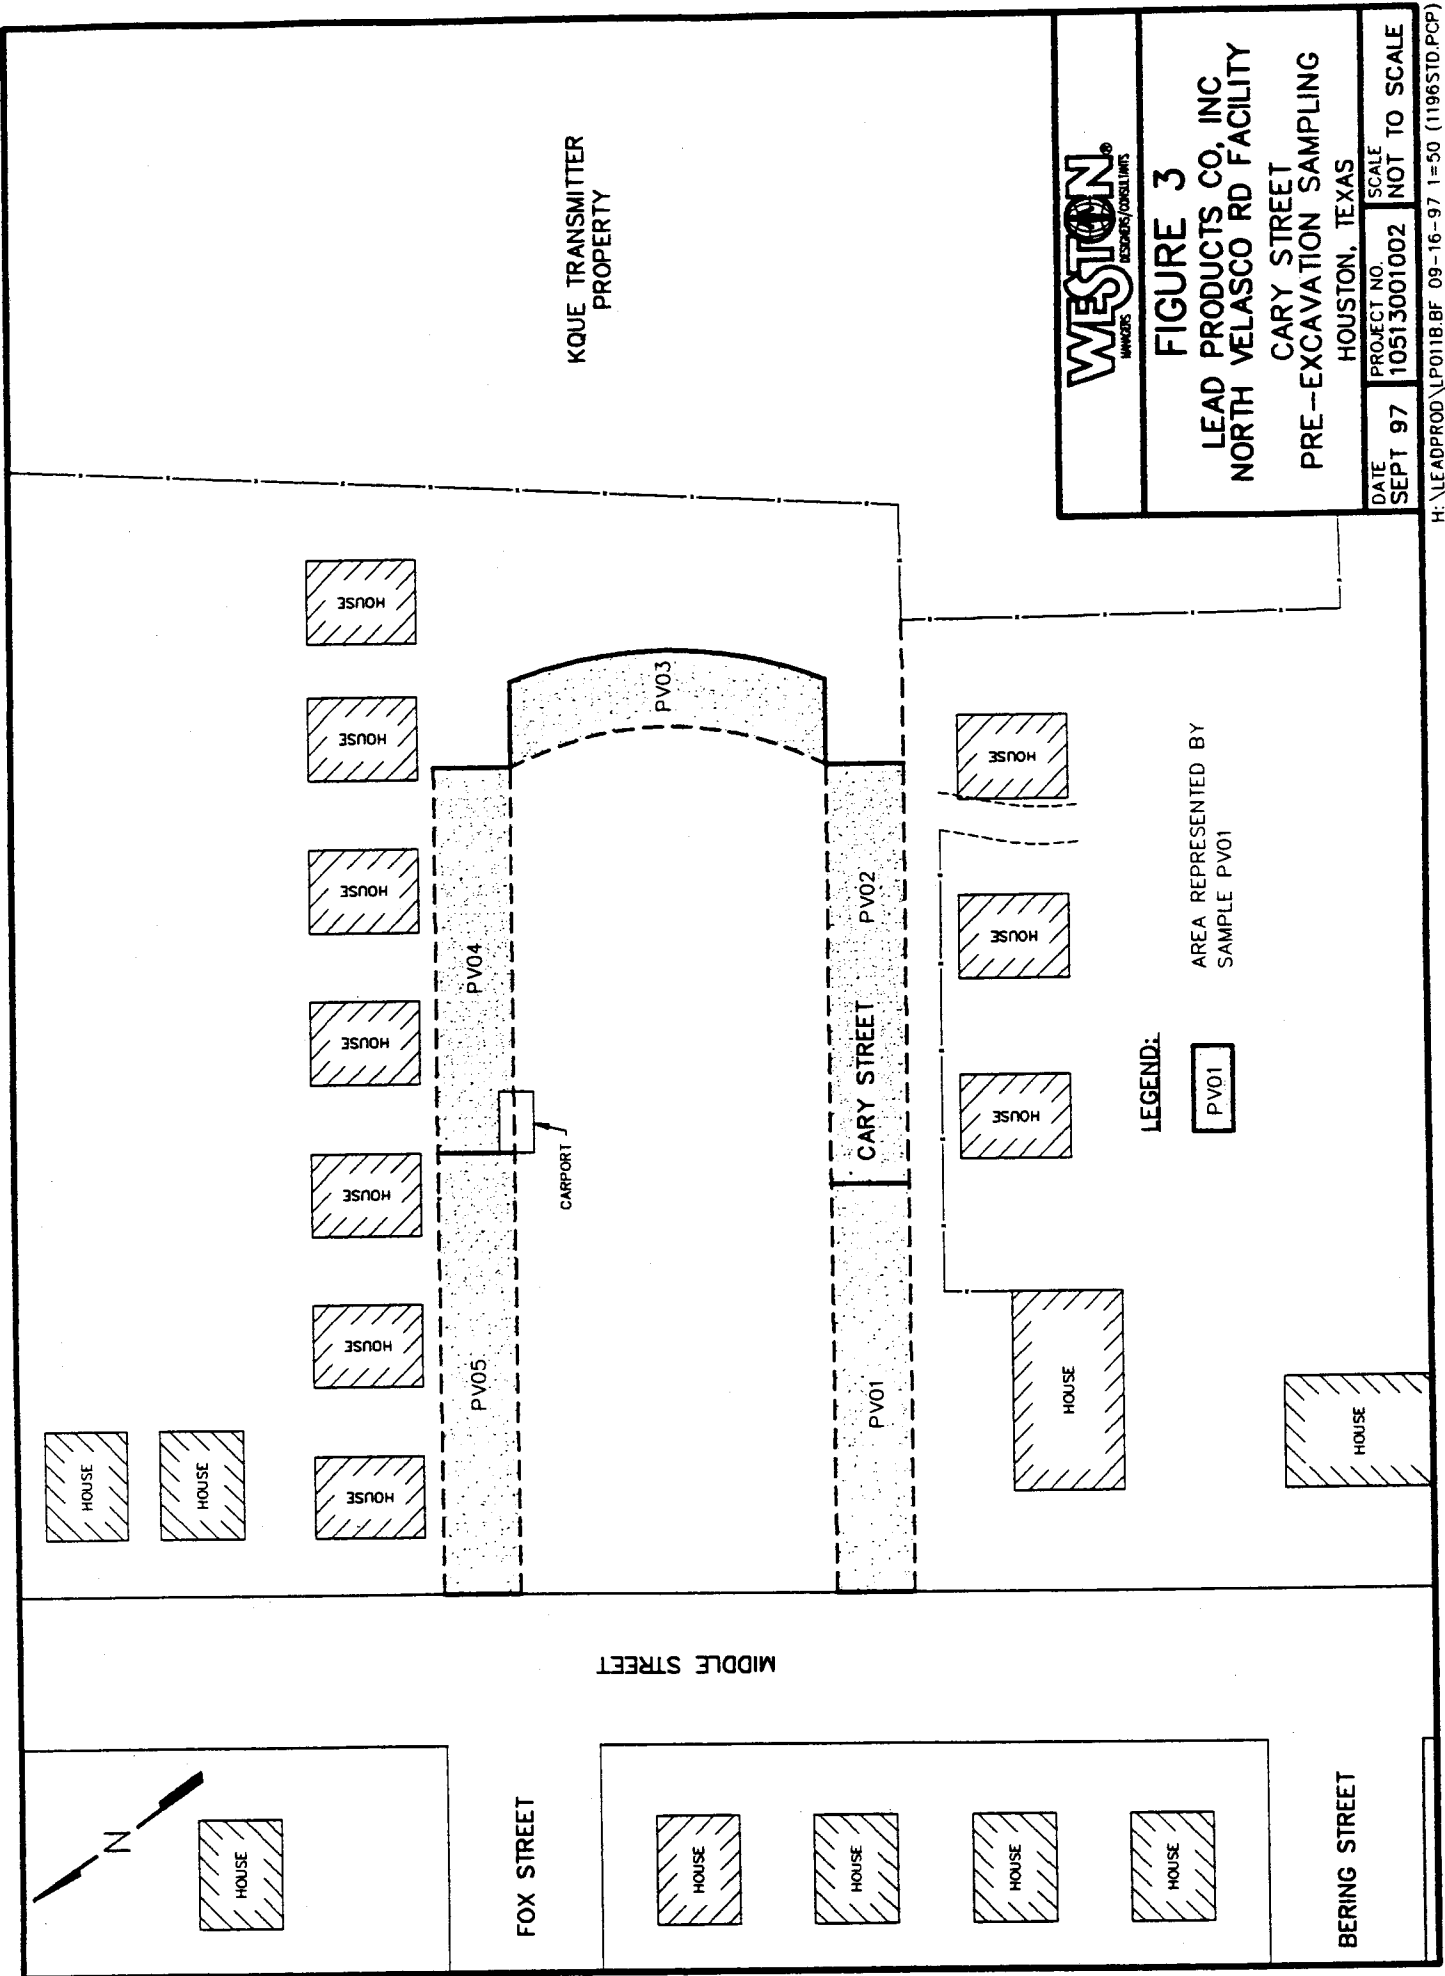 KQUE TRANSMITTER
PROPERTY
HOUSE
HOUSE
HOUSE
HOUSE
HOUSE
HOUSE
HOUSE
HOUSE
HOUSE
PV03
PV04
PV05
PV02
CARY STREET
PV01
CARPORT
HOUSE
HOUSE
HOUSE
HOUSE
HOUSE
LEGEND:
PV01
AREA REPRESENTED BY
SAMPLE PV01
MIDDLE STREET
N
HOUSE
FOX STREET
HOUSE
HOUSE
HOUSE
HOUSE
BERING STREET
WESTON®
MANAGERS DESIGNERS/CONSULTANTS
FIGURE 3
LEAD PRODUCTS CO, INC
NORTH VELASCO RD FACILITY
CARY STREET
PRE-EXCAVATION SAMPLING
HOUSTON, TEXAS
DATE
SEPT 97
PROJECT NO.
10513001002
SCALE
NOT TO SCALE
H:\LEADPROD\LP011B.BF 09-16-97 1=50 (1196STD.PCP)